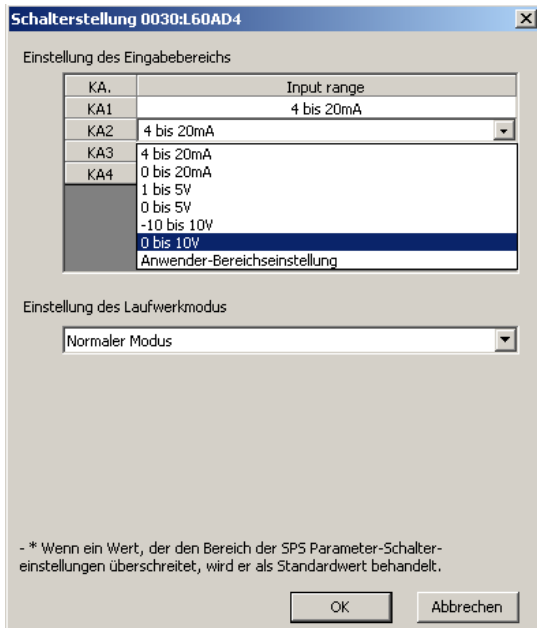 Schalterstellung 0030:L60AD4
Einstellung des Eingabebereichs
KA. Input range
KA1 4 bis 20mA
KA2 4 bis 20mA
KA3 4 bis 20mA
KA4 0 bis 20mA
1 bis 5V
0 bis 5V
-10 bis 10V
0 bis 10V
Anwender-Bereichseinstellung
Einstellung des Laufwerkmodus
Normaler Modus
- * Wenn ein Wert, der den Bereich der SPS Parameter-Schalter-
einstellungen überschreitet, wird er als Standardwert behandelt.
OK Abbrechen